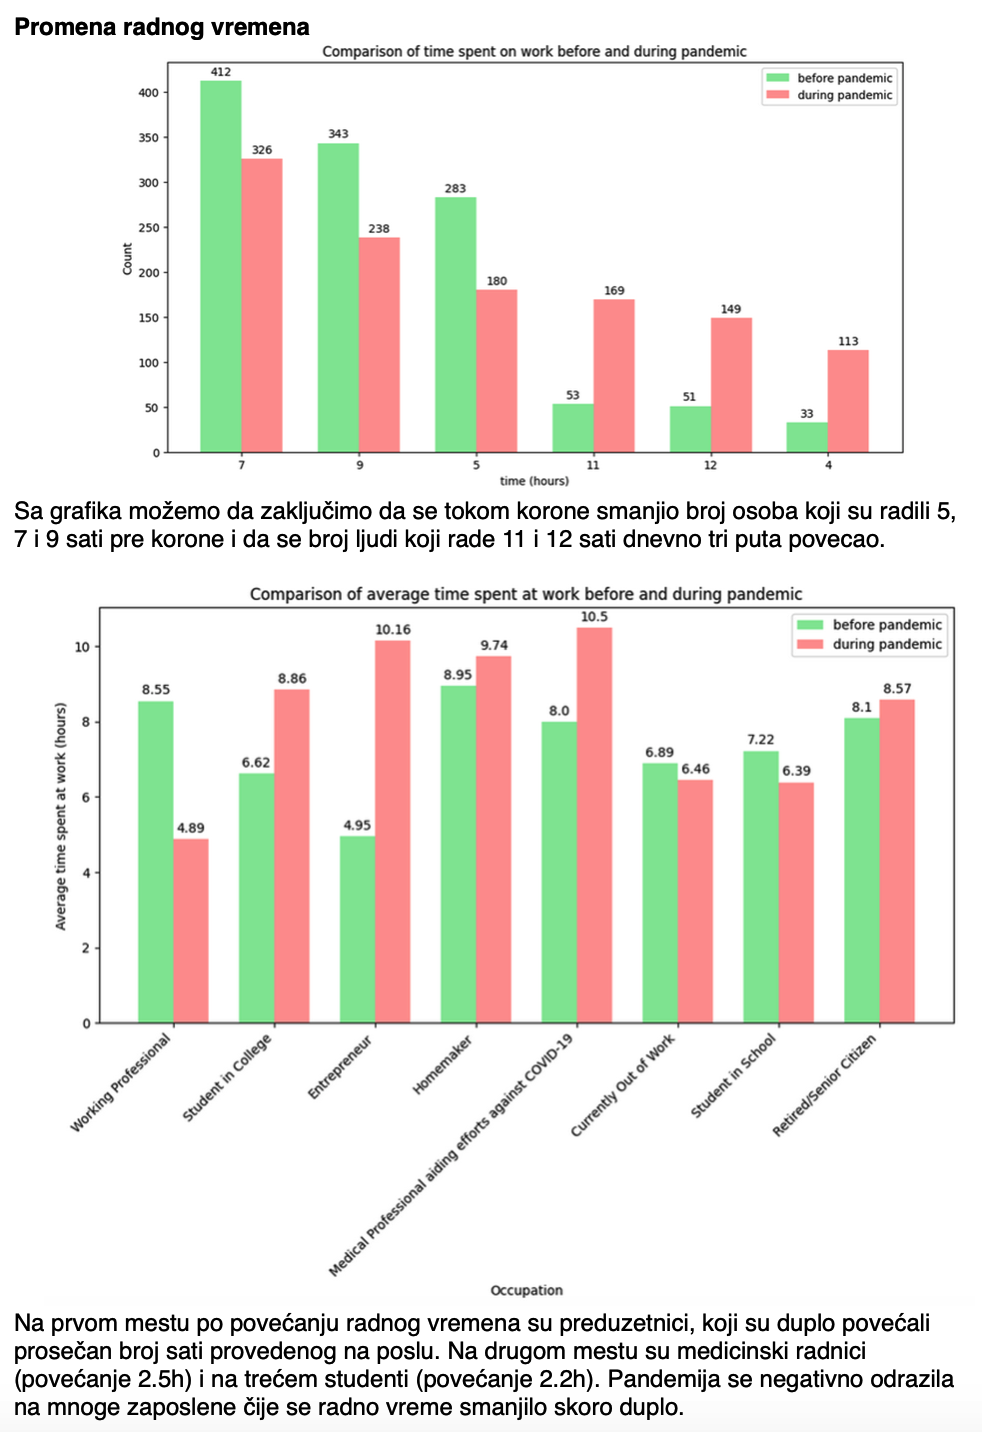 Promena radnog vremena
Comparison of time spent on work before and during pandemic
before pandemic
during pandemic
Count
400
350
300
250
200
150
100
50
0
412
326
343
238
283
180
53
169
51
149
33
113
7 9 5 11 12 4
time (hours)
Sa grafika možemo da zaključimo da se tokom korone smanjio broj osoba koji su radili 5,
7 i 9 sati pre korone i da se broj ljudi koji rade 11 i 12 sati dnevno tri puta povecao.
Comparison of average time spent at work before and during pandemic
before pandemic
during pandemic
Average time spent at work (hours)
10
8
6
4
2
0
8.55
4.89
6.62
8.86
4.95
10.16
8.95
9.74
8.0
10.5
6.89
6.46
7.22
6.39
8.1
8.57
Working Professional
Student in College
Entrepreneur
Homemaker
Medical Professional aiding efforts against COVID-19
Currently Out of Work
Student in School
Retired/Senior Citizen
Occupation
Na prvom mestu po povećanju radnog vremena su preduzetnici, koji su duplo povećali
prosečan broj sati provedenog na poslu. Na drugom mestu su medicinski radnici
(povećanje 2.5h) i na trećem studenti (povećanje 2.2h). Pandemija se negativno odrazila
na mnoge zaposlene čije se radno vreme smanjilo skoro duplo.